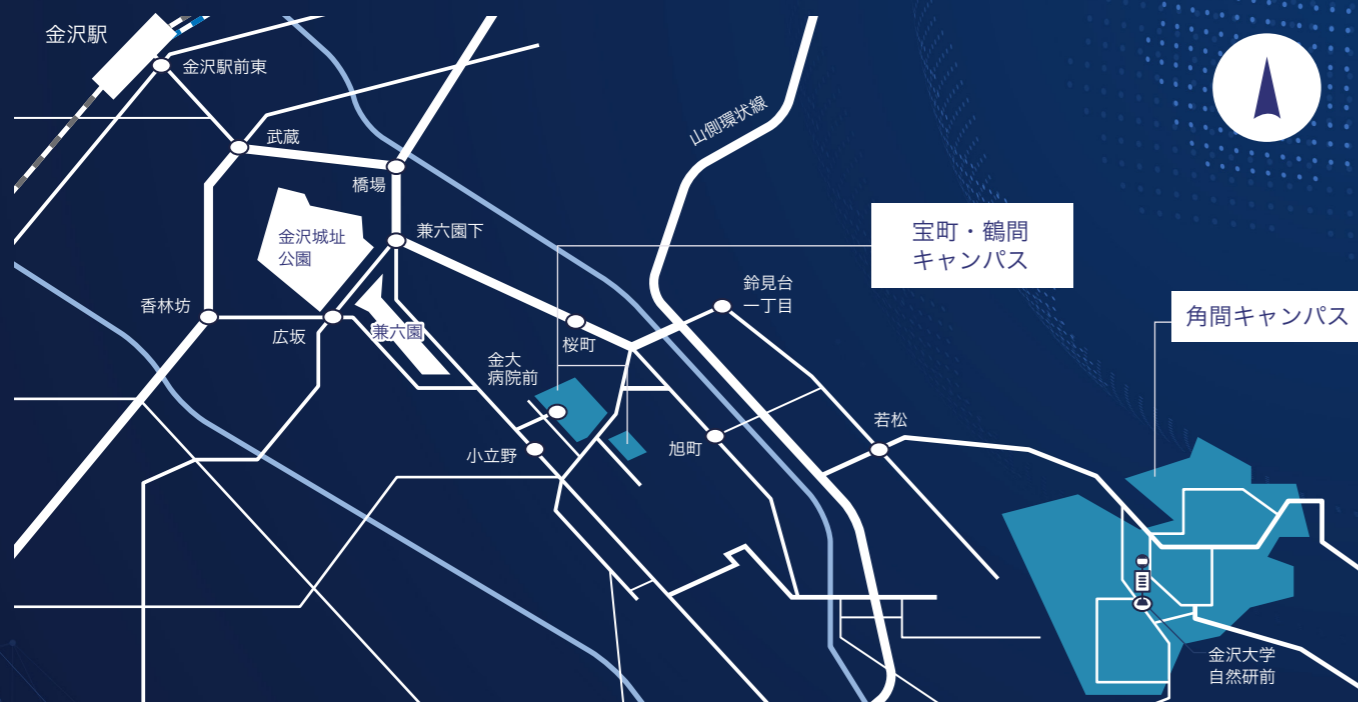 金沢駅
金沢駅前東
武蔵
橋場
山側環状線
金沢城址
公園
兼六園下
宝町・鶴間
キャンパス
鈴見台
一丁目
香林坊
広坂
兼六園
桜町
角間キャンパス
金大
病院前
小立野
旭町
若松
金沢大学
自然研前